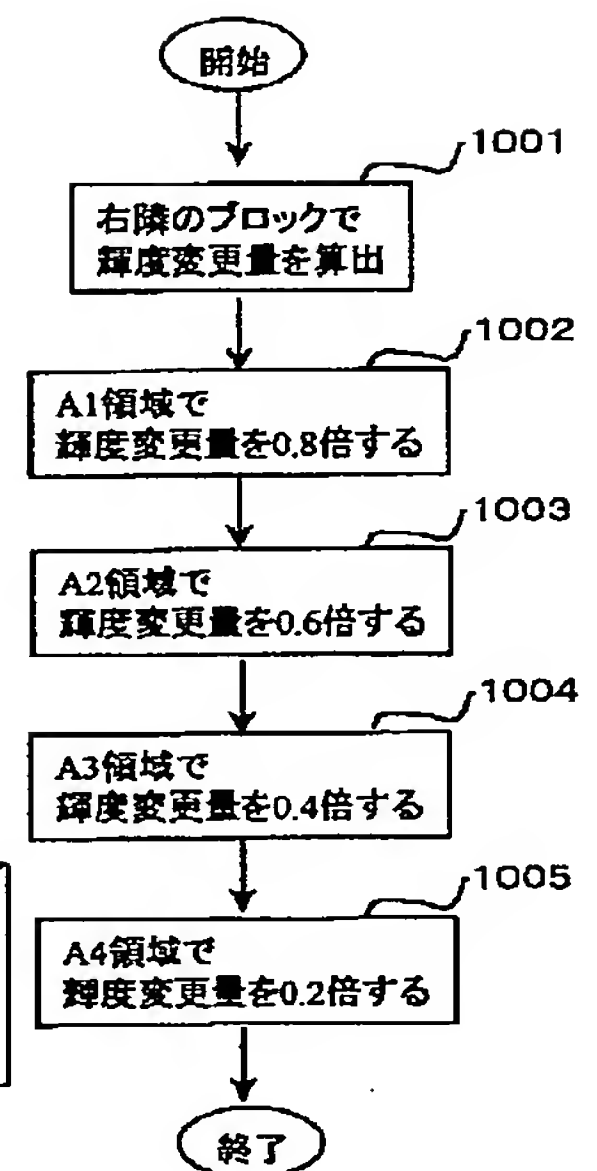 開始
1001
右隣のブロックで
輝度変更量を算出
1002
A1領域で
輝度変更量を0.8倍する
1003
A2領域で
輝度変更量を0.6倍する
1004
A3領域で
輝度変更量を0.4倍する
1005
A4領域で
輝度変更量を0.2倍する
終了